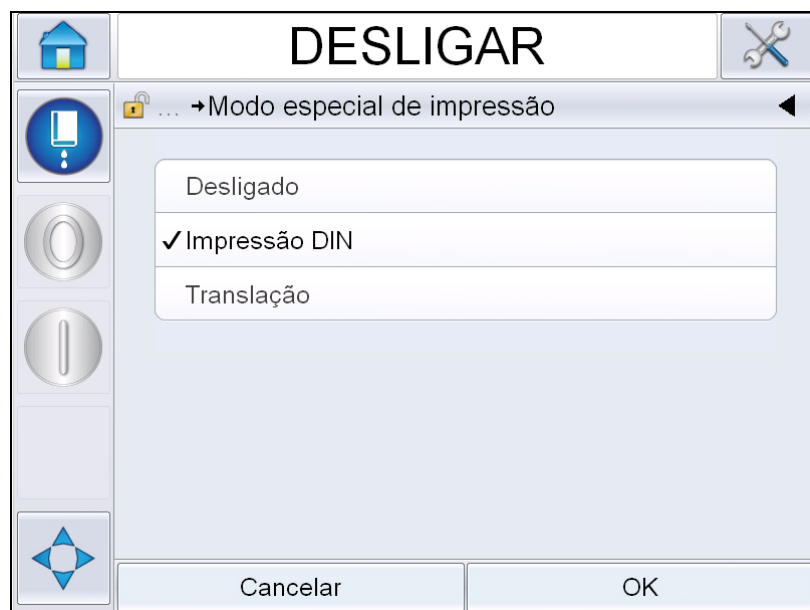 DESLIGAR
... →Modo especial de impressão
Desligado
✓Impressão DIN
Translação
Cancelar
OK